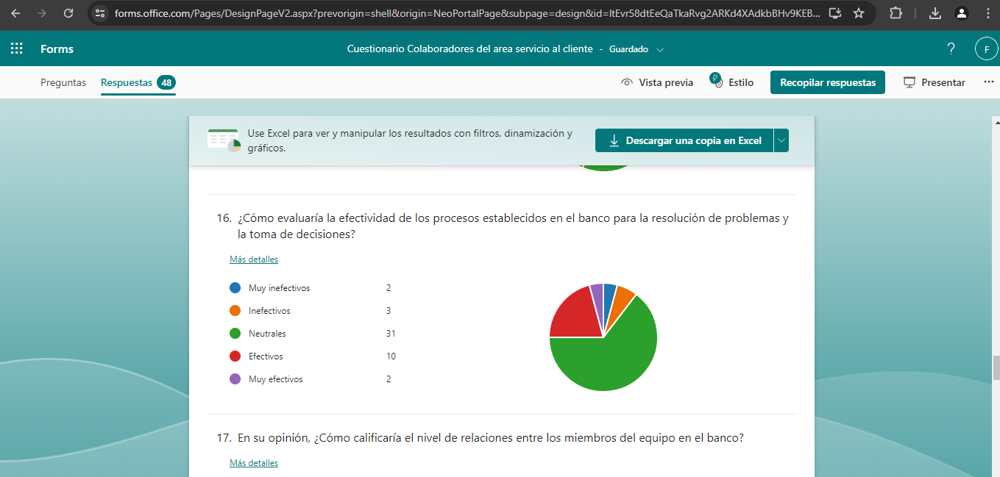 forms.office.com/Pages/DesignPageV2.aspx?prevorigin=shell&origin=NeoPortalPage&subpage=design&id=ItEvr58dtEeQaTkaRvg2ARKd4XAdkbBHv9KEB...
Forms
Cuestionario Colaboradores del area servicio al cliente - Guardado
?
F
Preguntas
Respuestas 48
Vista previa
Estilo
Recopilar respuestas
Presentar
Use Excel para ver y manipular los resultados con filtros, dinamización y
gráficos.
Descargar una copia en Excel
16. ¿Cómo evaluaría la efectividad de los procesos establecidos en el banco para la resolución de problemas y
la toma de decisiones?
Más detalles
Muy inefectivos 2
Inefectivos 3
Neutrales 31
Efectivos 10
Muy efectivos 2
17. En su opinión, ¿Cómo calificaría el nivel de relaciones entre los miembros del equipo en el banco?
Más detalles